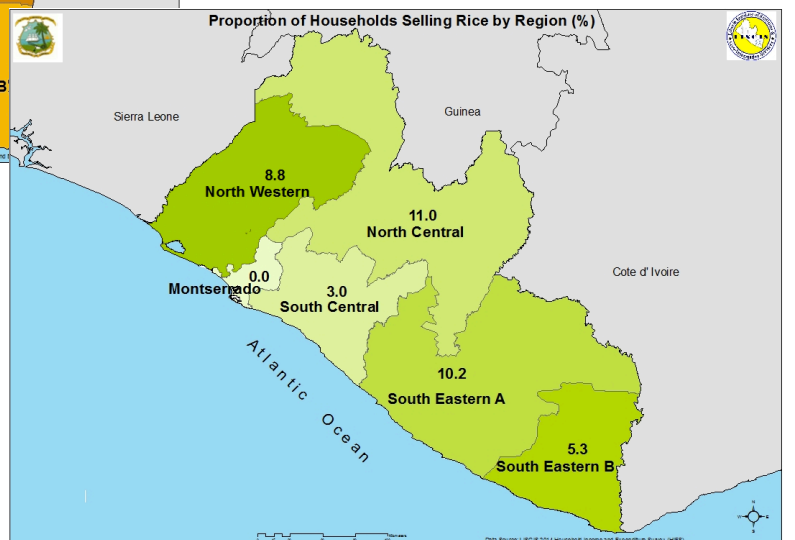 Proportion of Households Selling Rice by Region (%)
Sierra Leone
Guinea
8.8
North Western
11.0
North Central
Cote d' Ivoire
0.0
Montserrado
3.0
South Central
10.2
South Eastern A
5.3
South Eastern B
Atlantic Ocean